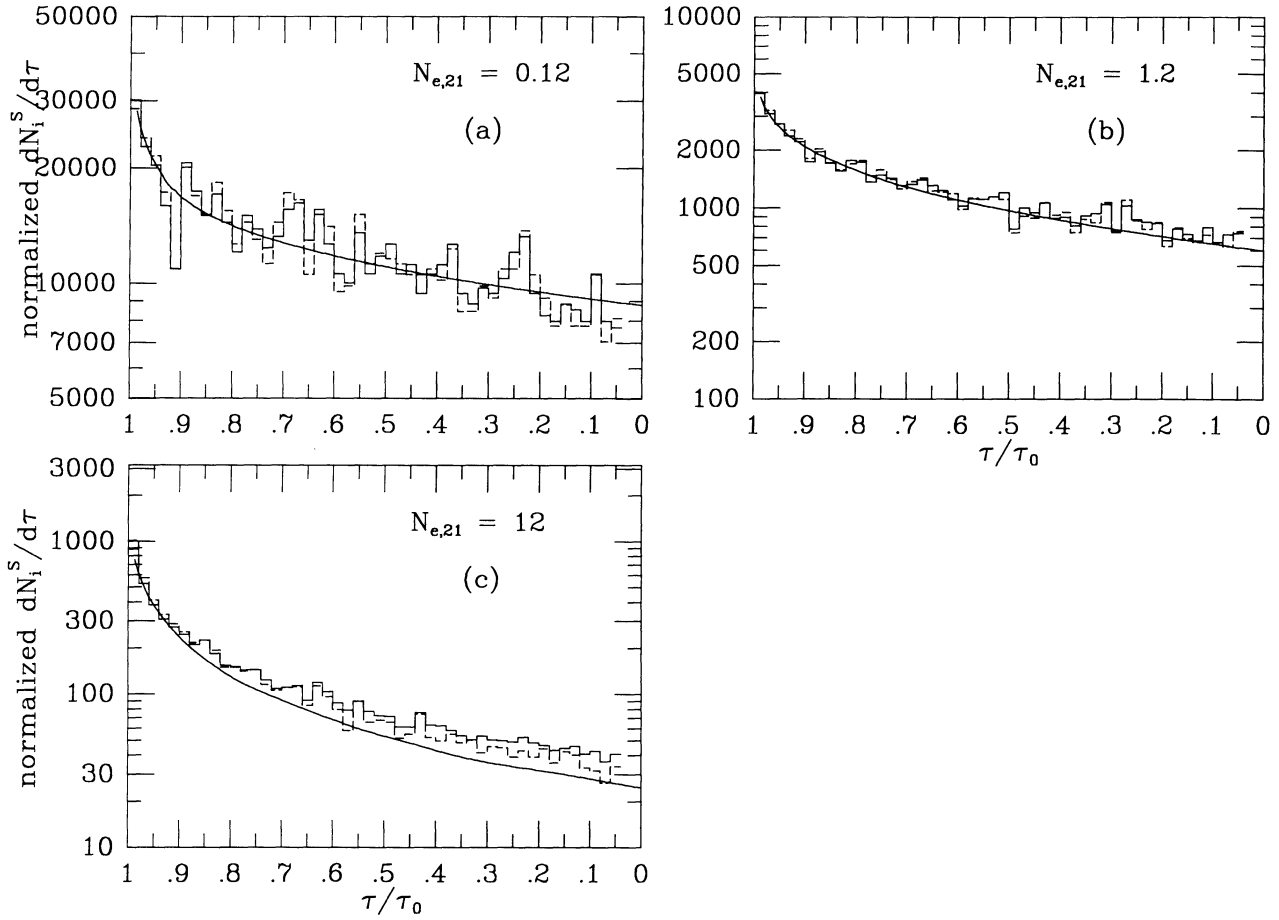 50000
30000
20000
10000
7000
5000
normalized dN_i^S/dτ
N_e,21 = 0.12
(a)
1 .9 .8 .7 .6 .5 .4 .3 .2 .1 0
10000
5000
2000
1000
500
200
100
N_e,21 = 1.2
(b)
1 .9 .8 .7 .6 .5 .4 .3 .2 .1 0
τ/τ_0
3000
1000
300
100
30
10
normalized dN_i^S/dτ
N_e,21 = 12
(c)
1 .9 .8 .7 .6 .5 .4 .3 .2 .1 0
τ/τ_0